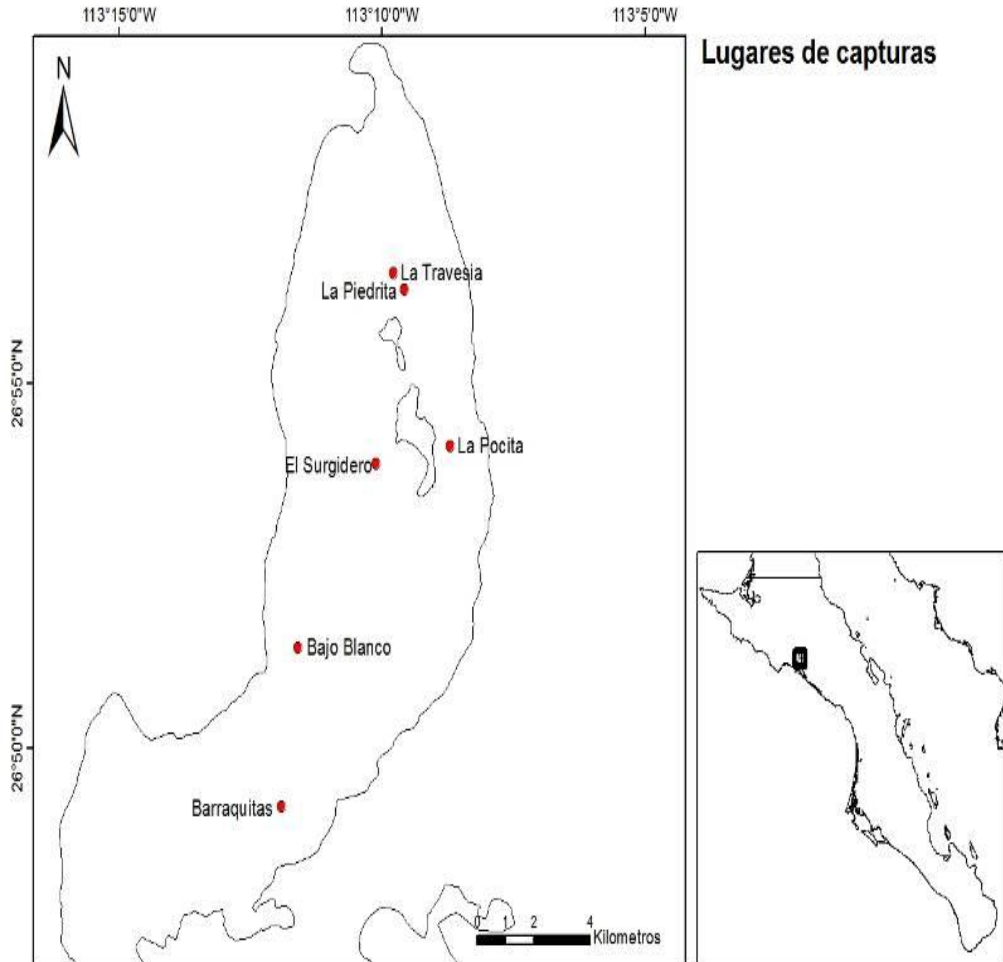 113°15'0"W
113°10'0"W
113°5'0"W
Lugares de capturas
N
La Travesia
La Piedrita
26°55'0"N
La Pocita
El Surgidero
Bajo Blanco
26°50'0"N
Barraquitas
0 1 2 4
Kilometros